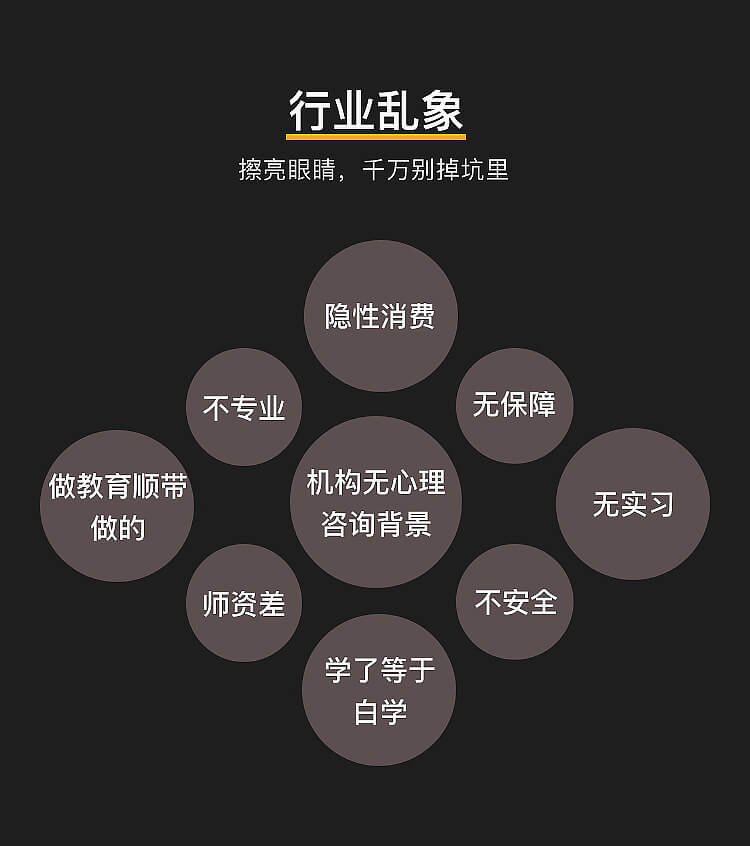 行业乱象
擦亮眼睛，千万别掉坑里
隐性消费
不专业
无保障
做教育顺带
做的
机构无心理
咨询背景
无实习
师资差
不安全
学了等于
白学